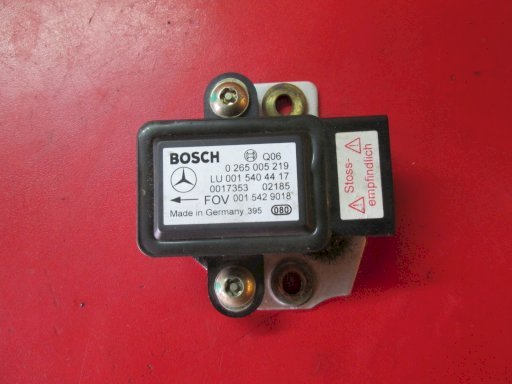 BOSCH Q06
0 265 005 219
LU 001 540 44 17
0017353 02185
FOV 001 542 9018
Made in Germany 395 080
Stoss-
empfindlich